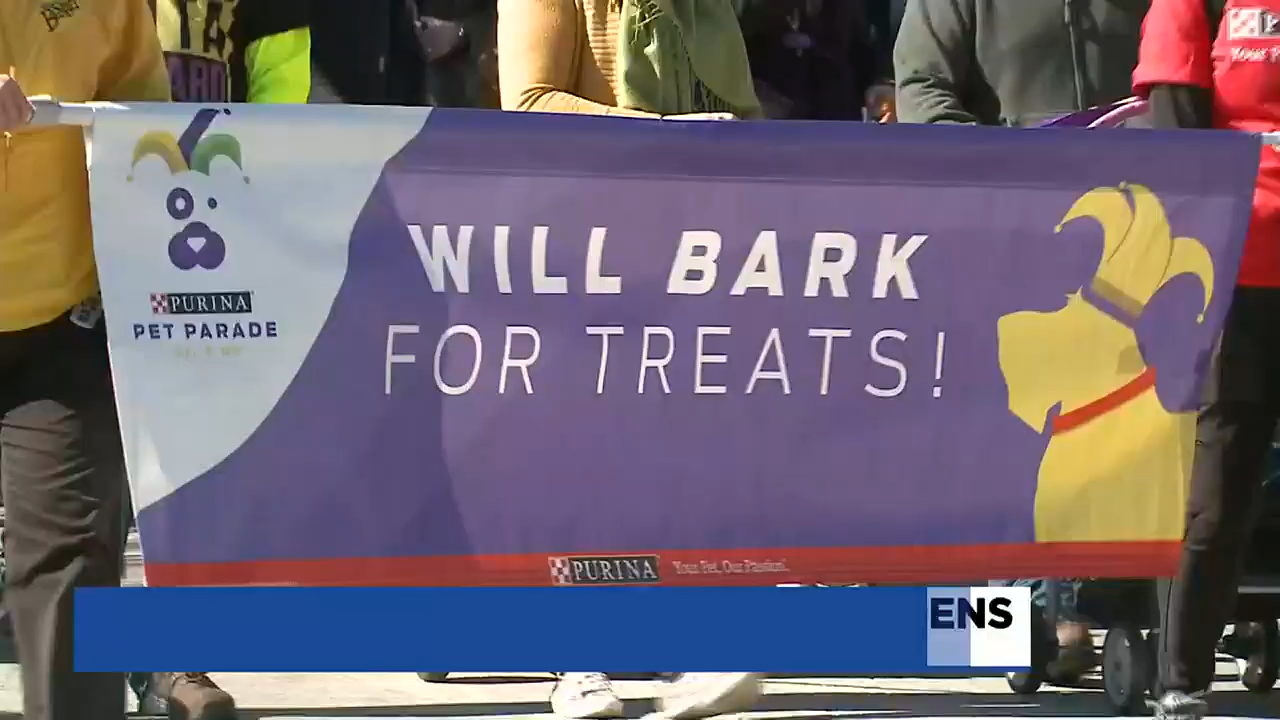 WILL BARK
FOR TREATS!
PURINA
PET PARADE
PURINA Your Pet, Our Passion.
ENS